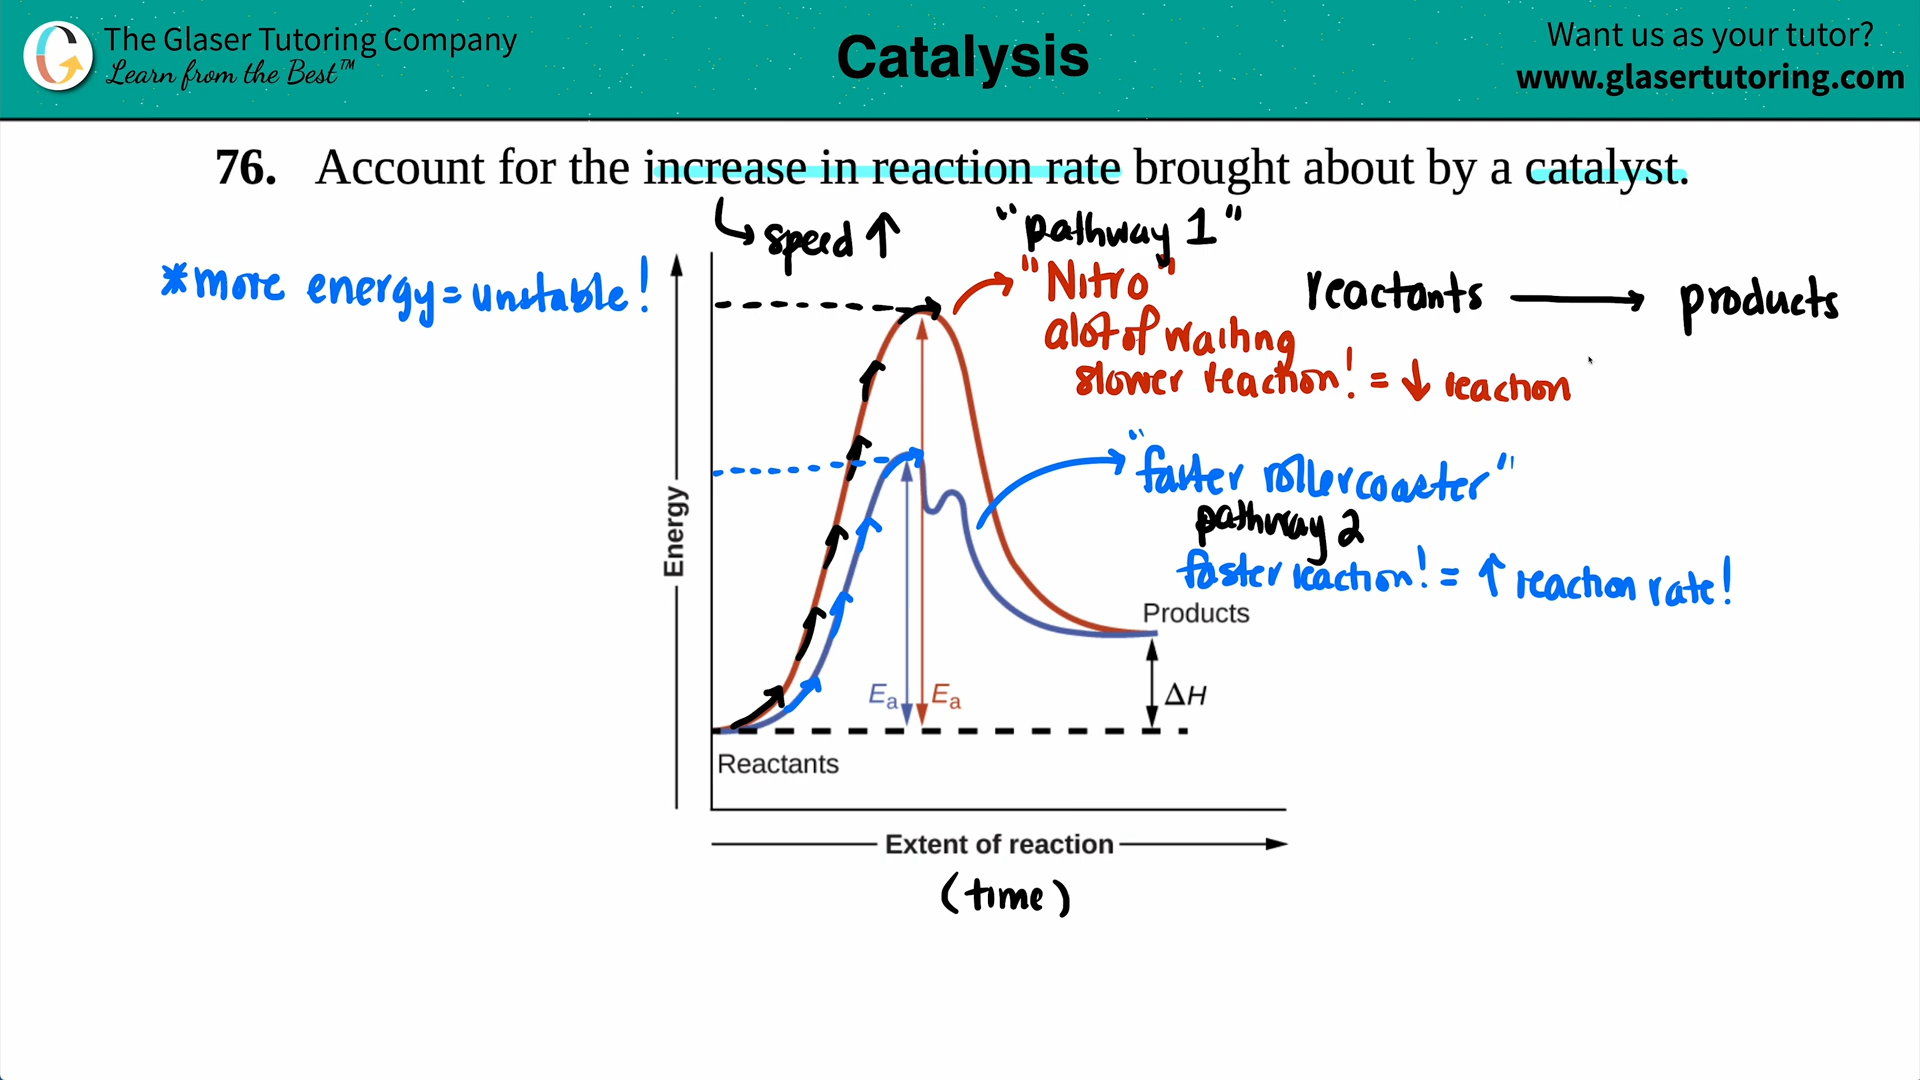 The Glaser Tutoring Company
Learn from the Best™
Catalysis
Want us as your tutor?
www.glasertutoring.com
76. Account for the increase in reaction rate brought about by a catalyst.
speed ↑
"pathway 1"
*more energy = unstable!
"Nitro"
alot of waiting
slower reaction! = ↓ reaction
reactants → products
"faster rollercoaster"
pathway 2
faster reaction! = ↑ reaction rate!
Energy
Products
Ea
Ea
ΔH
Reactants
Extent of reaction
(time)